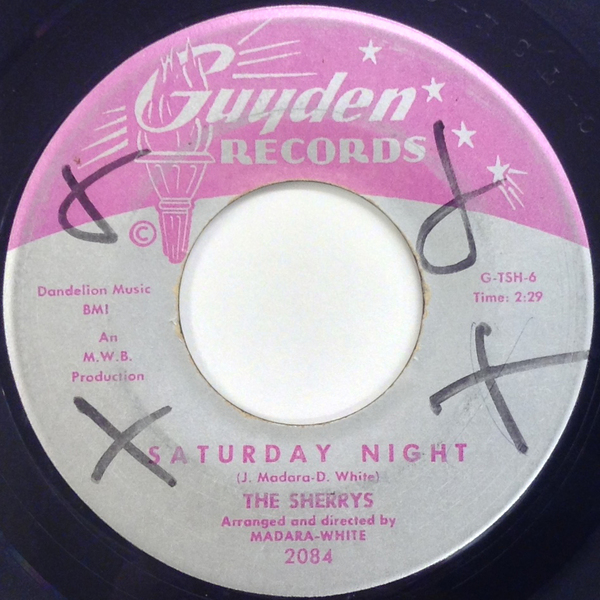 Guyden
RECORDS
©
Dandelion Music
BMI
An
M.W.B.
Production
G-TSH-6
Time: 2:29
SATURDAY NIGHT
(J. Madara-D. White)
THE SHERRYS
Arranged and directed by
MADARA-WHITE
2084